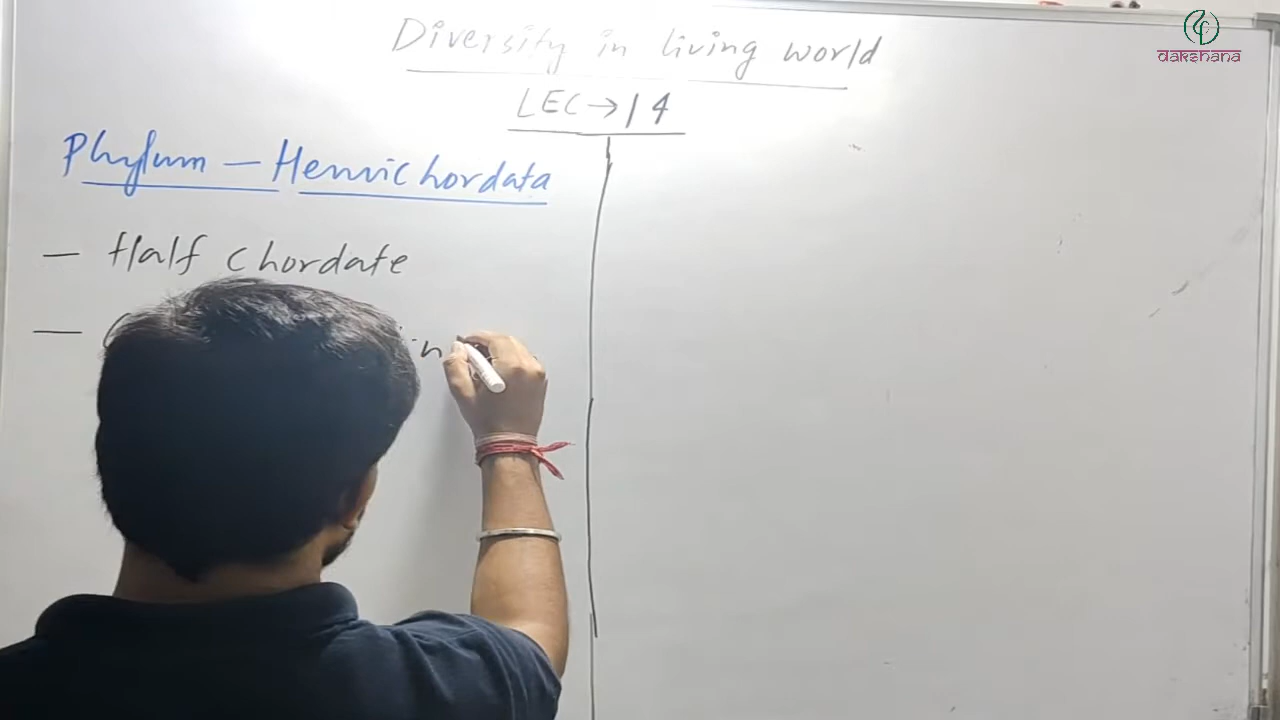 Diversity in living world
LEC → 14
Phylum – Hemichordata
– Half chordate
dakshana